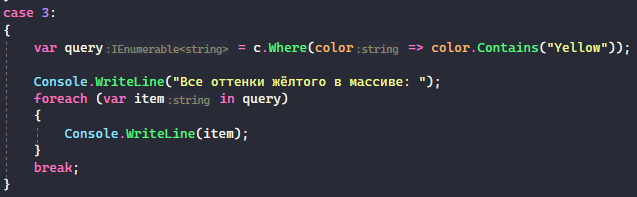 case 3:
{
var query:IEnumerable<string> = c.Where(color:string => color.Contains("Yellow"));
Console.WriteLine("Все оттенки жёлтого в массиве: ");
foreach (var item:string in query)
{
Console.WriteLine(item);
}
break;
}